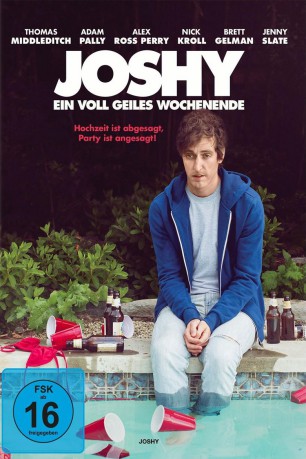 THOMAS MIDDLEDITCH
ADAM PALLY
ALEX ROSS PERRY
NICK KROLL
BRETT GELMAN
JENNY SLATE
JOSHY
EIN VOLL GEILES WOCHENENDE
Hochzeit ist abgesagt,
Party ist angesagt!
FSK
ab
16
freigegeben
JOSHY